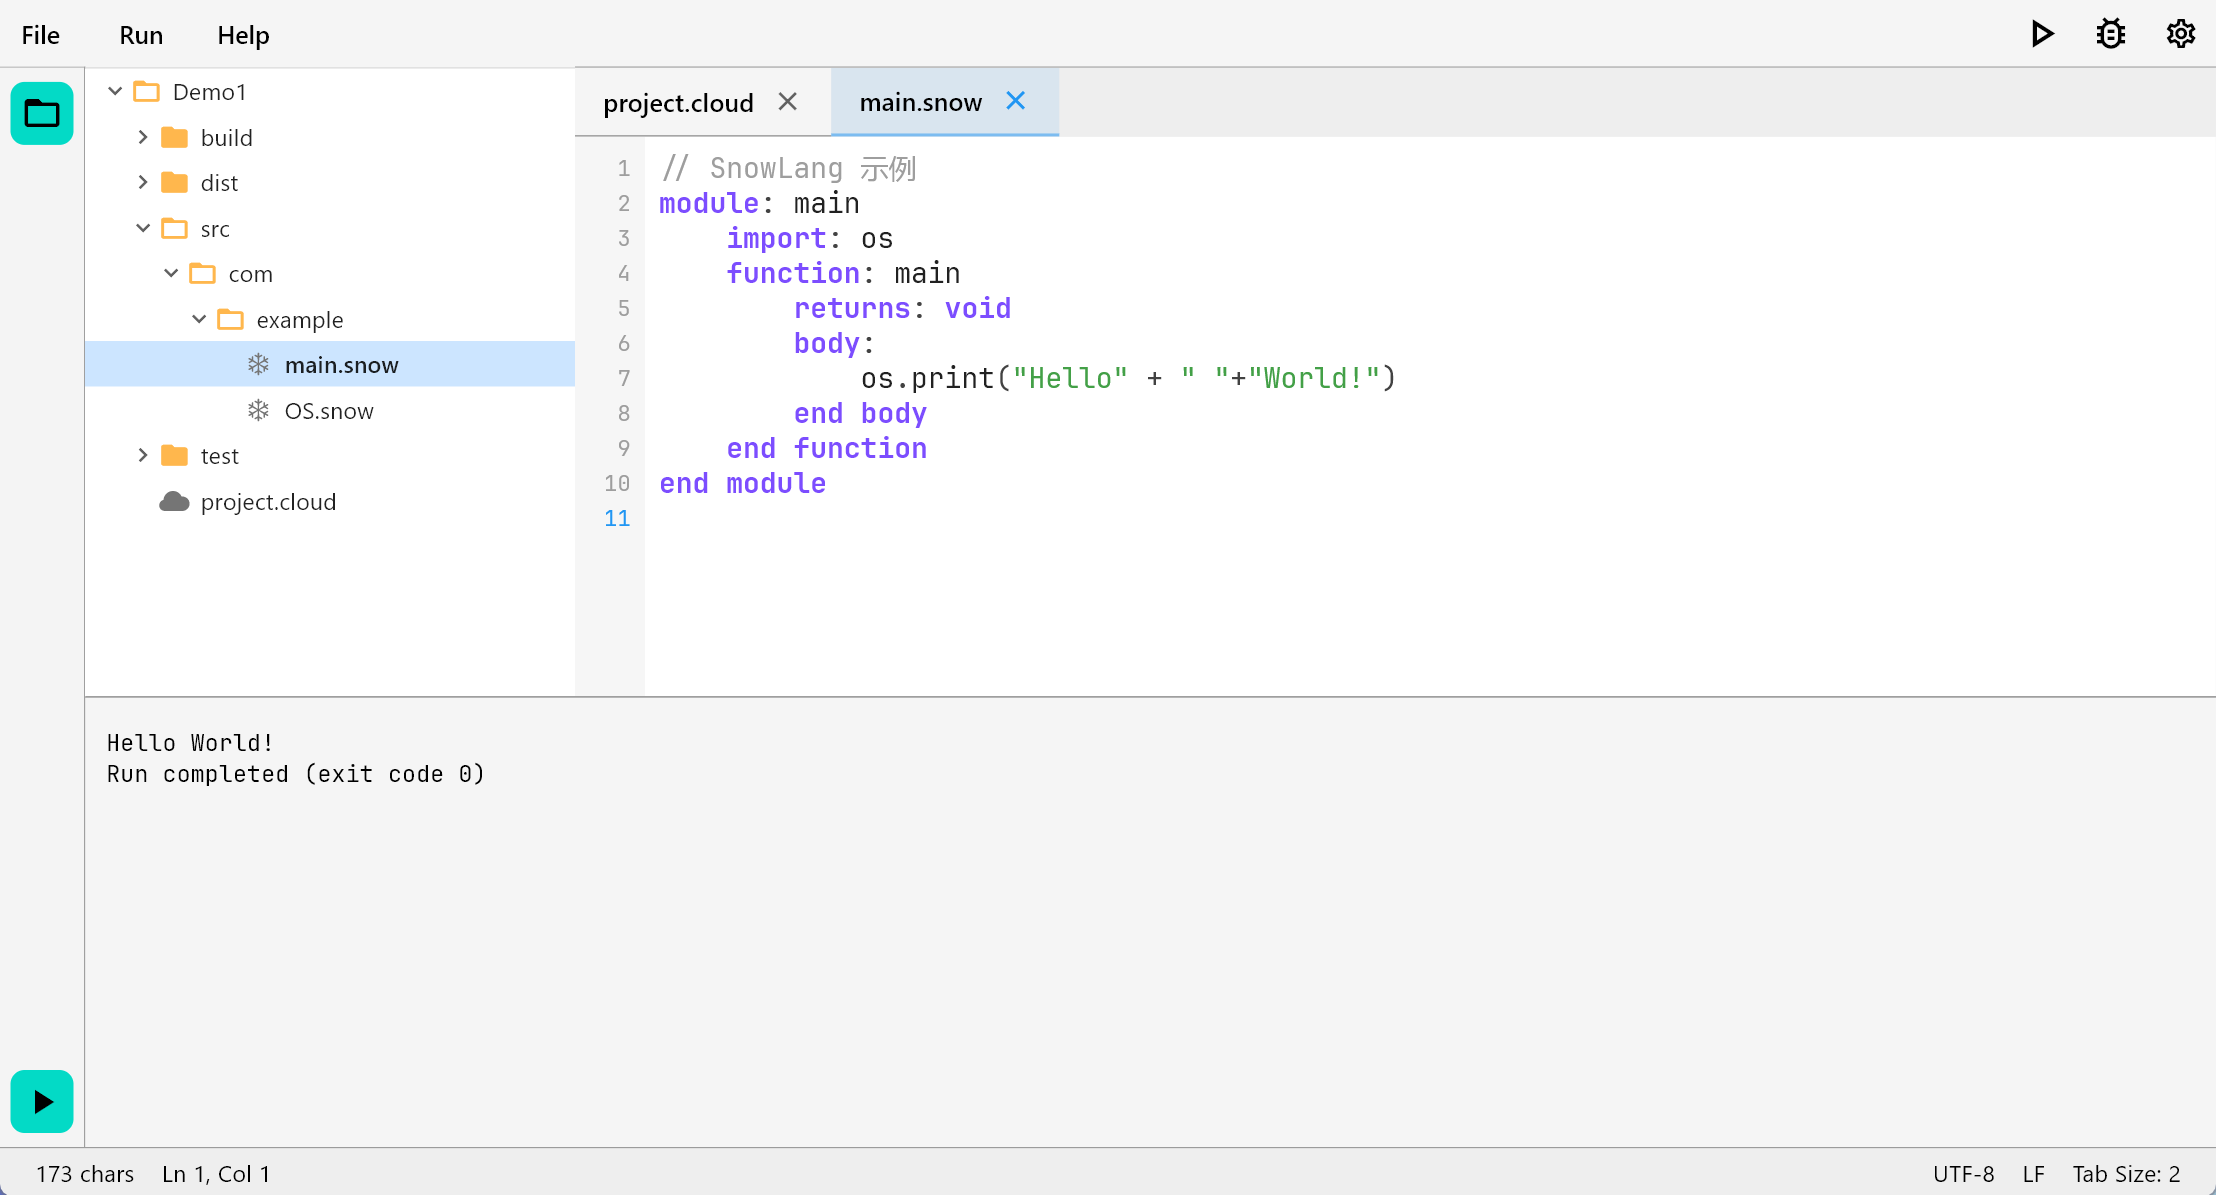 File Run Help
Demo1
build
dist
src
com
example
main.snow
OS.snow
test
project.cloud
project.cloud main.snow
1 // SnowLang 示例
2 module: main
3     import: os
4     function: main
5         returns: void
6         body:
7             os.print("Hello" + " "+"World!")
8         end body
9     end function
10 end module
11
Hello World!
Run completed (exit code 0)
173 chars Ln 1, Col 1 UTF-8 LF Tab Size: 2